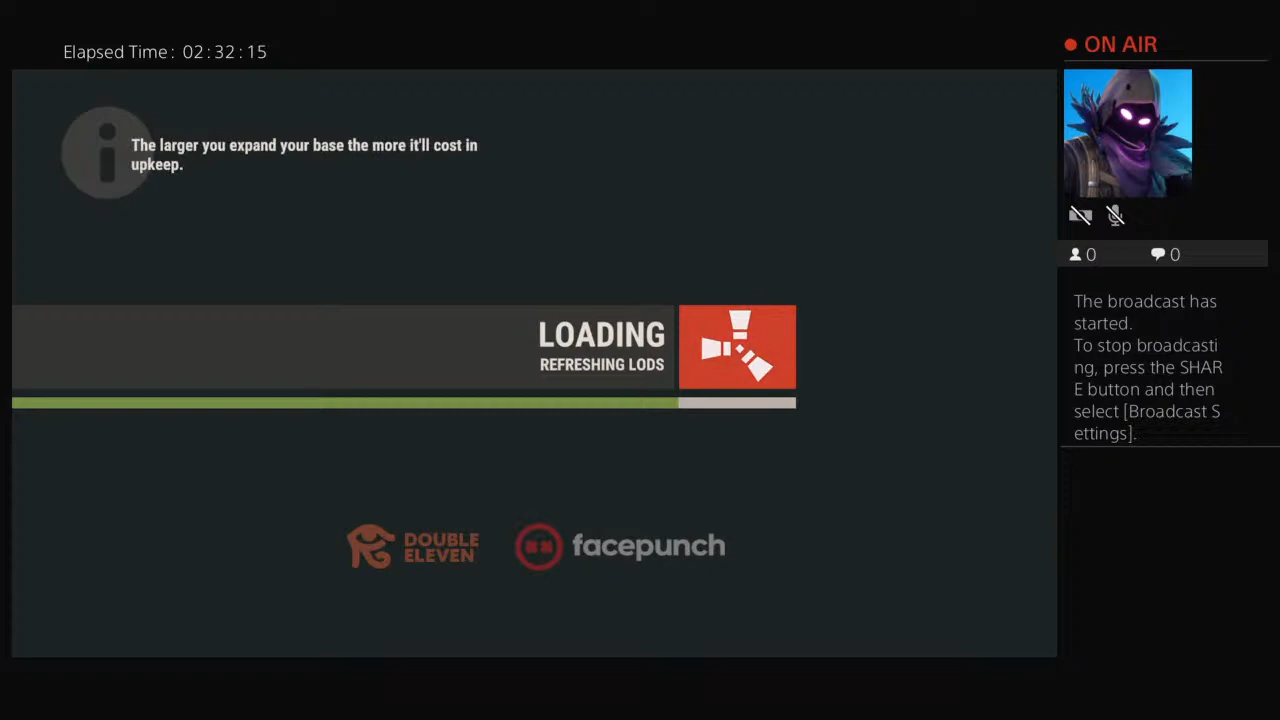 Elapsed Time: 02:32:15
ON AIR
The larger you expand your base the more it'll cost in
upkeep.
0 0
LOADING
REFRESHING LODS
The broadcast has
started.
To stop broadcasti
ng, press the SHAR
E button and then
select [Broadcast S
ettings].
DOUBLE
ELEVEN
facepunch